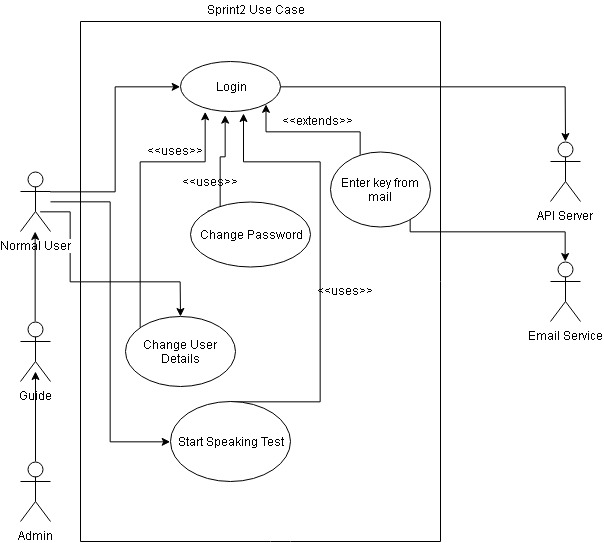 Sprint2 Use Case
Login
<<extends>>
<<uses>>
<<uses>>
Enter key from
mail
API Server
Change Password
Normal User
<<uses>>
Email Service
Change User
Details
Guide
Start Speaking Test
Admin